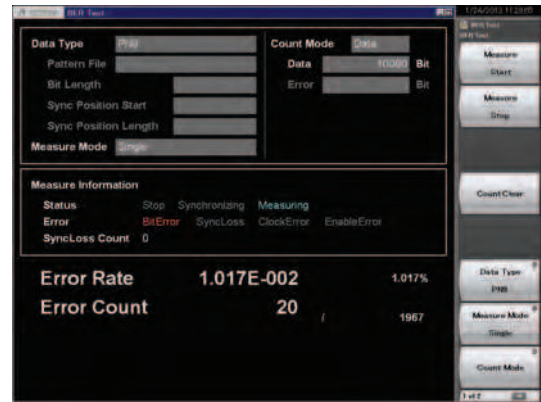 BER Test
1/24/2013 11:29:05
BER Test
BER Test
Data Type PN9
Count Mode Data
Pattern File
Data 10000 Bit
Bit Length
Error Bit
Sync Position Start
Sync Position Length
Measure Mode Single
Measure Information
Status Stop Synchronizing Measuring
Error BitError SyncLoss ClockError EnableError
SyncLoss Count 0
Error Rate 1.017E-002 1.017%
Error Count 20 / 1967
Measure
Start
Measure
Stop
Count Clear
Data Type
PN9
Measure Mode
Single
Count Mode
1 of 2